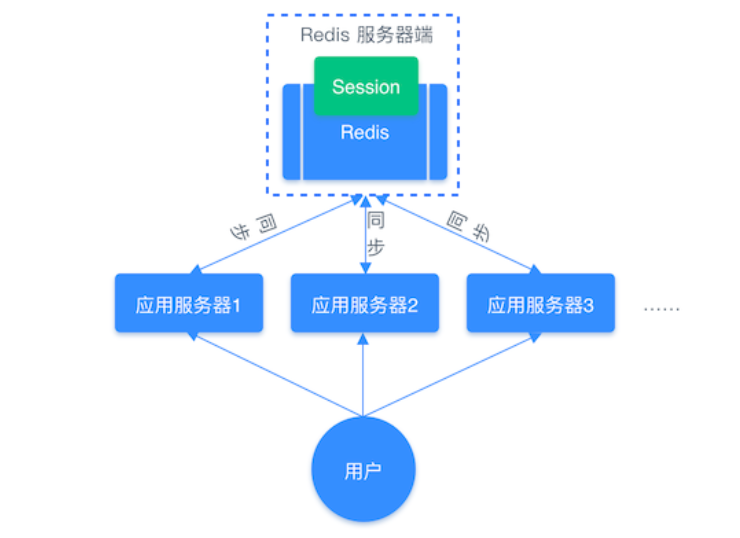 Redis 服务器端
Session
Redis
同步
同步
同步
应用服务器1
应用服务器2
应用服务器3
……
用户